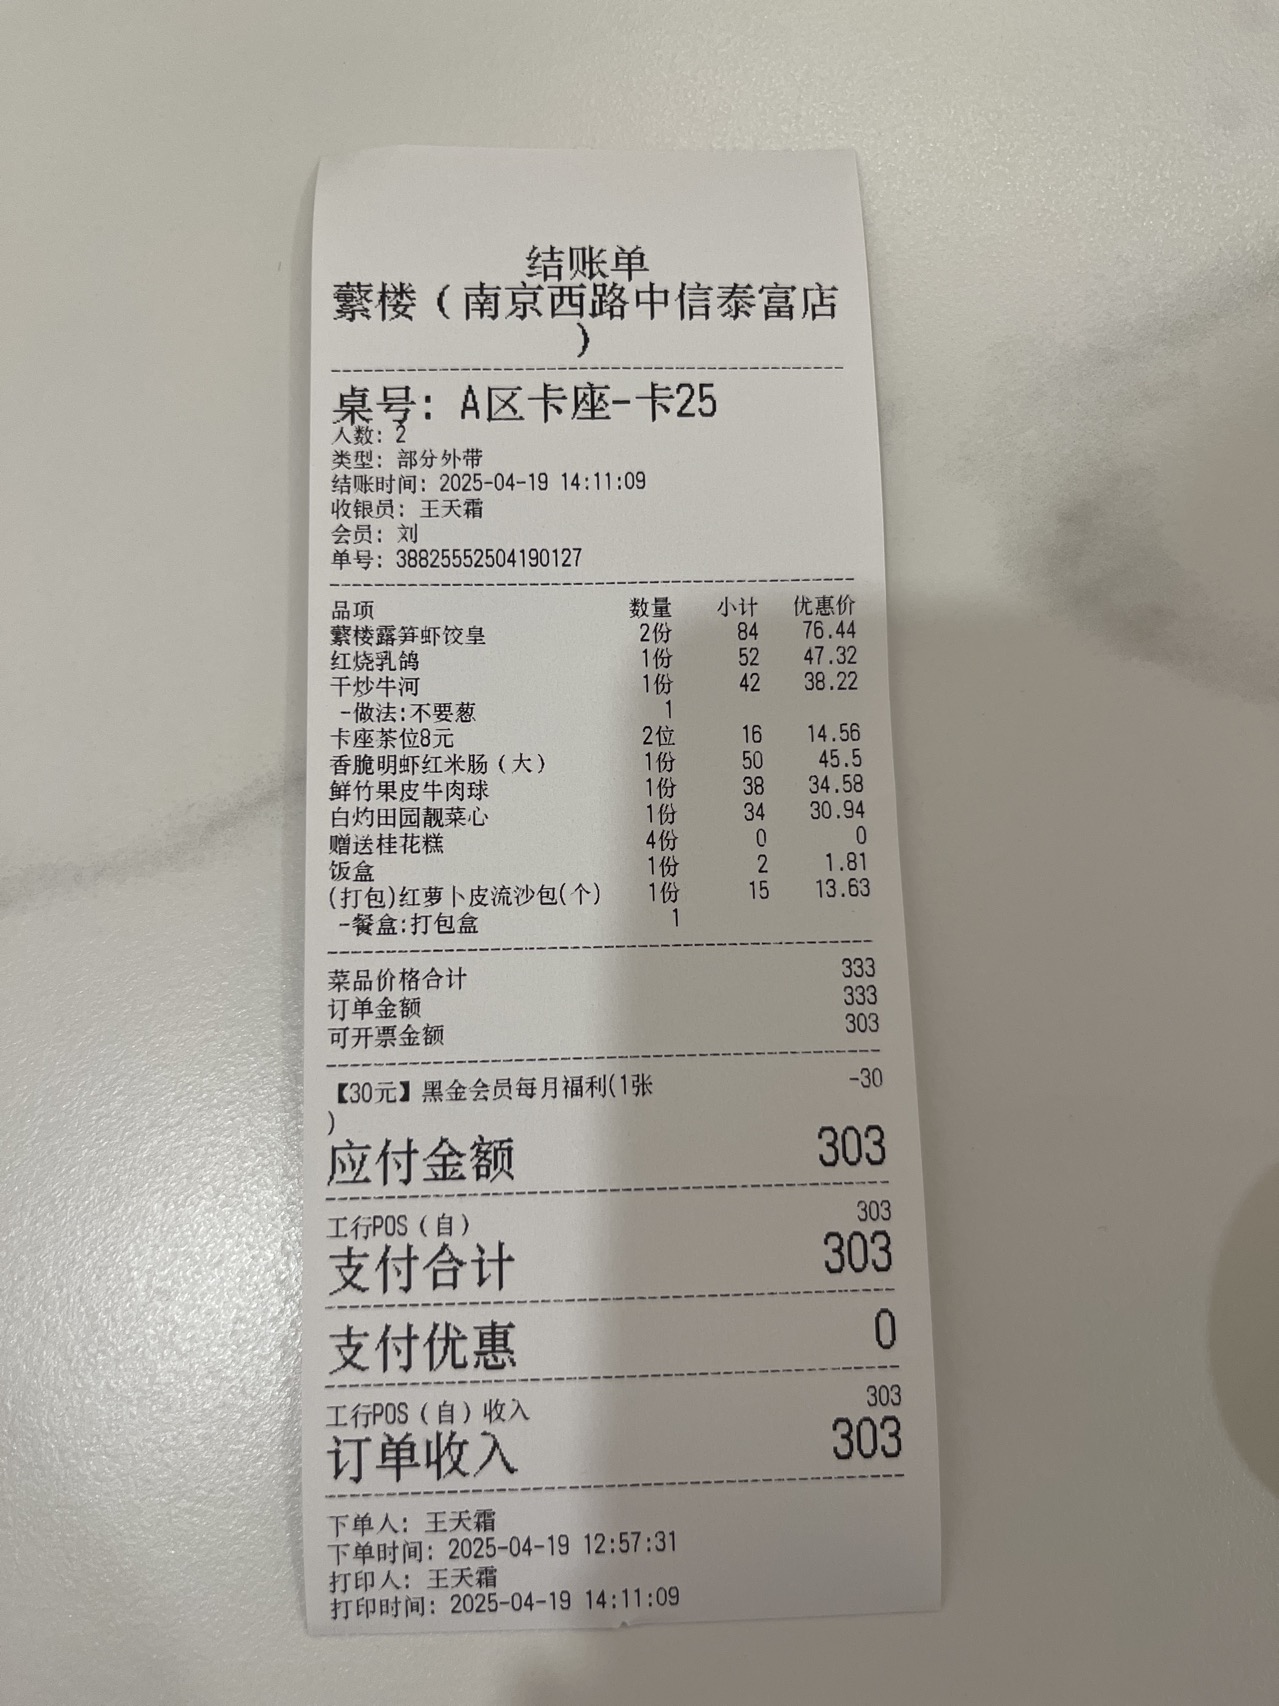 结账单
蘩楼（南京西路中信泰富店
）
桌号: A区卡座-卡25
人数: 2
类型: 部分外带
结账时间: 2025-04-19 14:11:09
收银员: 王天霜
会员: 刘
单号: 38825552504190127
品项 数量 小计 优惠价
蘩楼露笋虾饺皇 2份 84 76.44
红烧乳鸽 1份 52 47.32
干炒牛河 1份 42 38.22
-做法:不要葱 1
卡座茶位8元 2位 16 14.56
香脆明虾红米肠（大） 1份 50 45.5
鲜竹果皮牛肉球 1份 38 34.58
白灼田园靓菜心 1份 34 30.94
赠送桂花糕 4份 0 0
饭盒 1份 2 1.81
(打包)红萝卜皮流沙包(个) 1份 15 13.63
-餐盒:打包盒 1
菜品价格合计 333
订单金额 333
可开票金额 303
【30元】黑金会员每月福利(1张 -30
)
应付金额 303
工行POS（自） 303
支付合计 303
支付优惠 0
工行POS（自）收入 303
订单收入 303
下单人: 王天霜
下单时间: 2025-04-19 12:57:31
打印人: 王天霜
打印时间: 2025-04-19 14:11:09